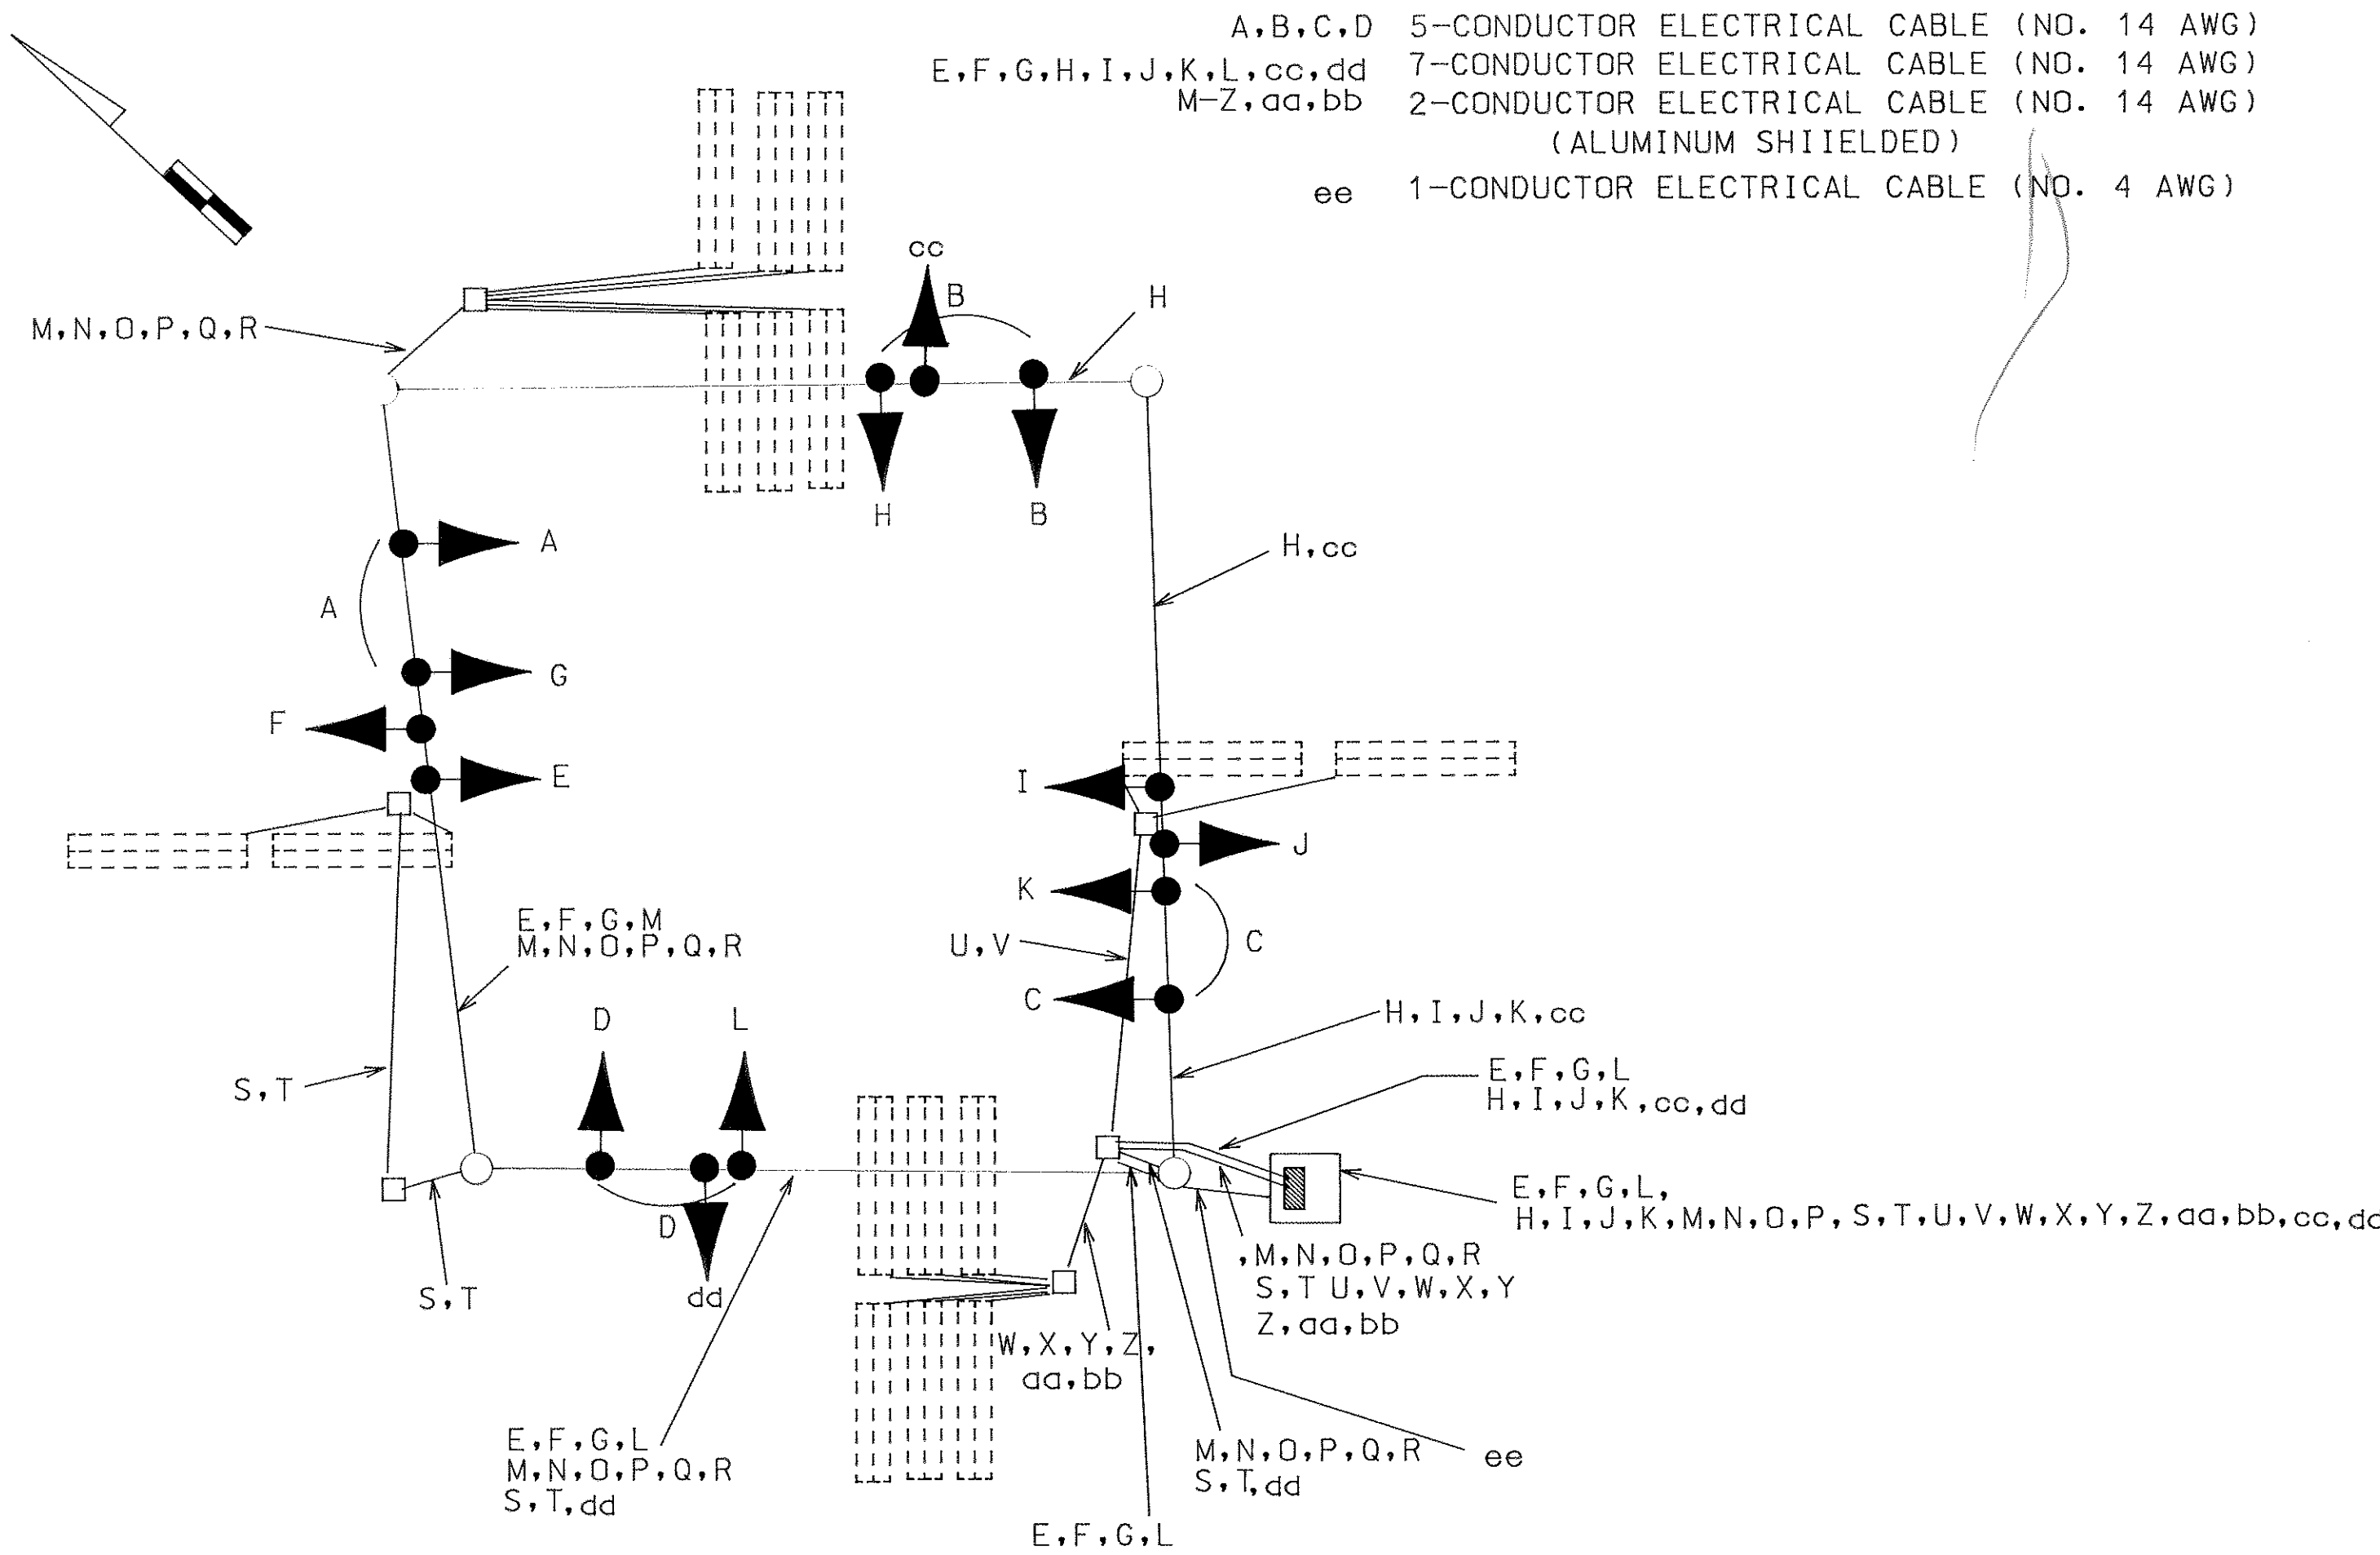 A,B,C,D 5-CONDUCTOR ELECTRICAL CABLE (NO. 14 AWG)
E,F,G,H,I,J,K,L,cc,dd 7-CONDUCTOR ELECTRICAL CABLE (NO. 14 AWG)
M-Z,aa,bb 2-CONDUCTOR ELECTRICAL CABLE (NO. 14 AWG)
(ALUMINUM SHIIELDED)
ee 1-CONDUCTOR ELECTRICAL CABLE (NO. 4 AWG)
cc
B
H
M,N,O,P,Q,R
H
B
A
H,cc
A
G
F
E
I
J
K
E,F,G,M
M,N,O,P,Q,R
U,V
C
C
D
L
H,I,J,K,cc
S,T
E,F,G,L
H,I,J,K,cc,dd
E,F,G,L,
H,I,J,K,M,N,O,P,S,T,U,V,W,X,Y,Z,aa,bb,cc,dd
D
,M,N,O,P,Q,R
S,T U,V,W,X,Y
Z,aa,bb
S,T
dd
W,X,Y,Z,
aa,bb
E,F,G,L
M,N,O,P,Q,R
S,T,dd
M,N,O,P,Q,R
S,T,dd
ee
E,F,G,L